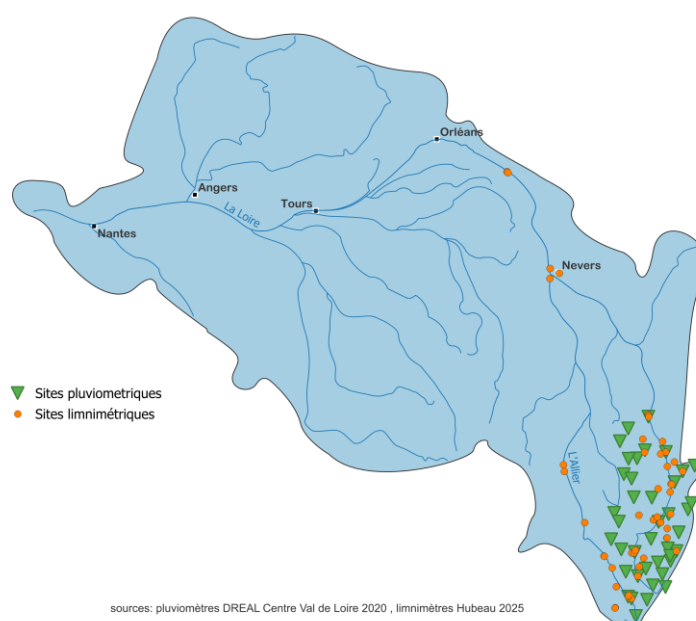 Orléans
Angers
Tours
La Loire
Nantes
Nevers
Sites pluviometriques
Sites limnimétriques
L'Allier
sources: pluviomètres DREAL Centre Val de Loire 2020 , limnimètres Hubeau 2025